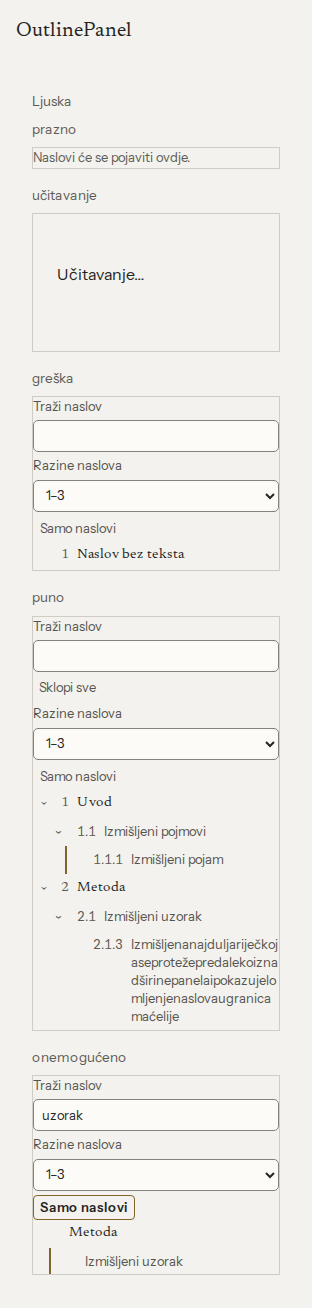 OutlinePanel
Ljuska
prazno
Naslovi će se pojaviti ovdje.
učitavanje
Učitavanje…
greška
Traži naslov
Razine naslova
1–3
Samo naslovi
1 Naslov bez teksta
puno
Traži naslov
Sklopi sve
Razine naslova
1–3
Samo naslovi
1 Uvod
1.1 Izmišljeni pojmovi
1.1.1 Izmišljeni pojam
2 Metoda
2.1 Izmišljeni uzorak
2.1.3 Izmišljenanajduljariječkoj
aseprotežepredalekoizna
dširinepanelaipokazujelo
mljenjenaslovaugranica
maćelije
onemogućeno
Traži naslov
uzorak
Razine naslova
1–3
Samo naslovi
Metoda
Izmišljeni uzorak